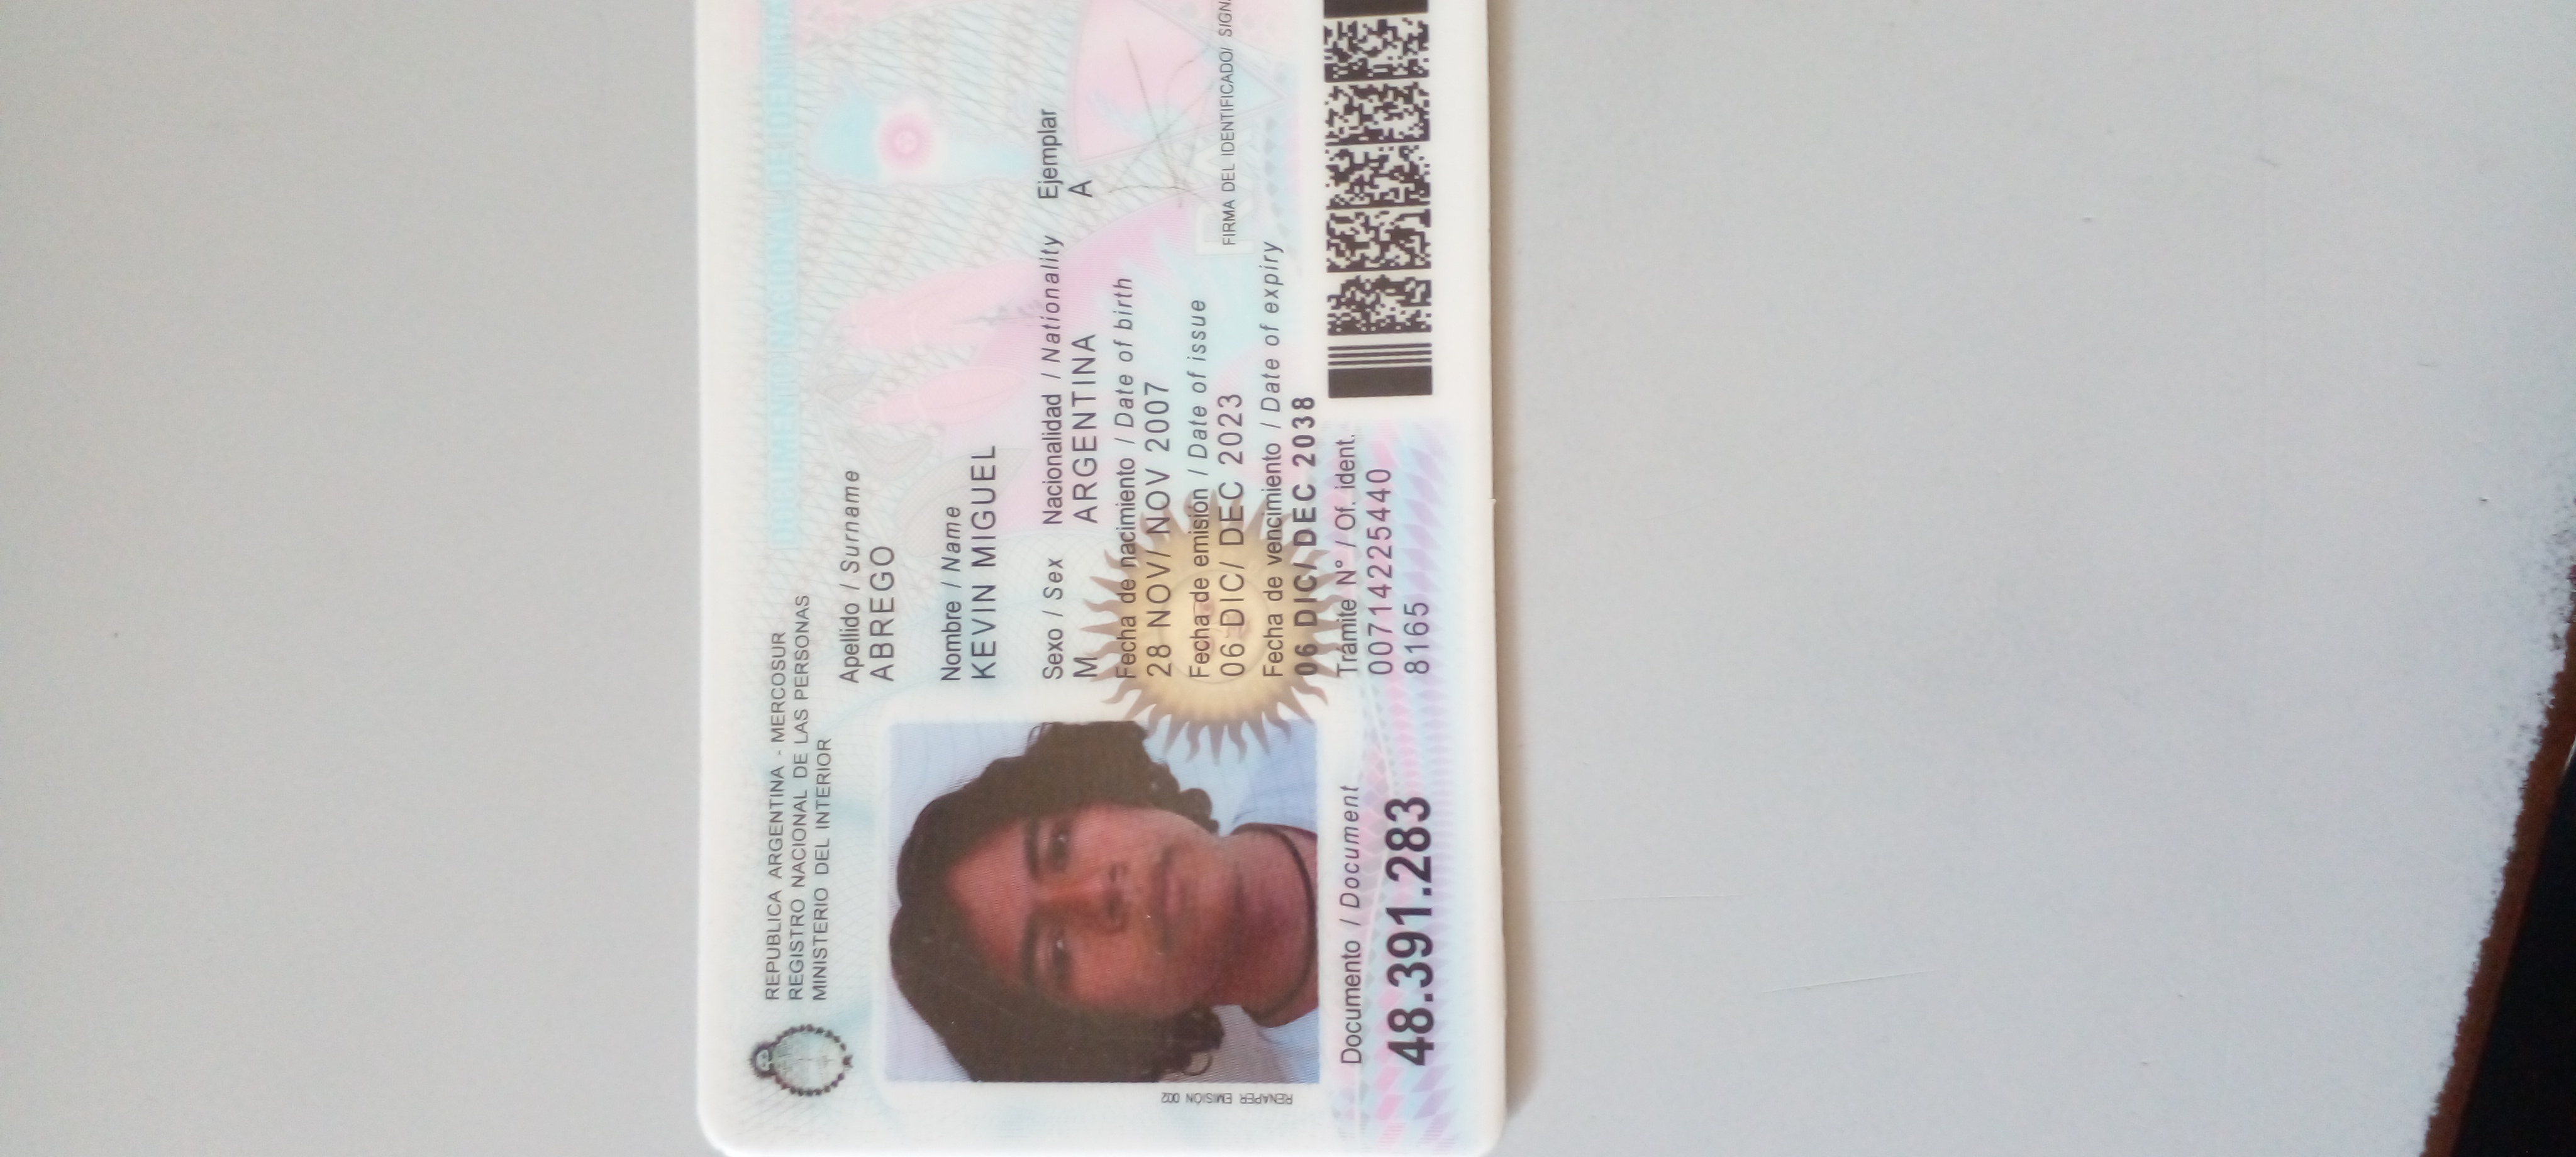 REPUBLICA ARGENTINA - MERCOSUR
REGISTRO NACIONAL DE LAS PERSONAS
MINISTERIO DEL INTERIOR
DOCUMENTO NACIONAL DE IDENTIDA
Apellido / Surname
ABREGO
Nombre / Name
KEVIN MIGUEL
Sexo / Sex Nacionalidad / Nationality Ejemplar
M ARGENTINA A
Fecha de nacimiento / Date of birth
28 NOV/ NOV 2007
Fecha de emisión / Date of issue
06 DIC/ DEC 2023
FIRMA DEL IDENTIFICADO/ SIGN
Fecha de vencimiento / Date of expiry
06 DIC/ DEC 2038
RENAPER EMISIÓN 002
Documento / Document
48.391.283
Trámite N° / Of. ident.
00714225440
8165
RA